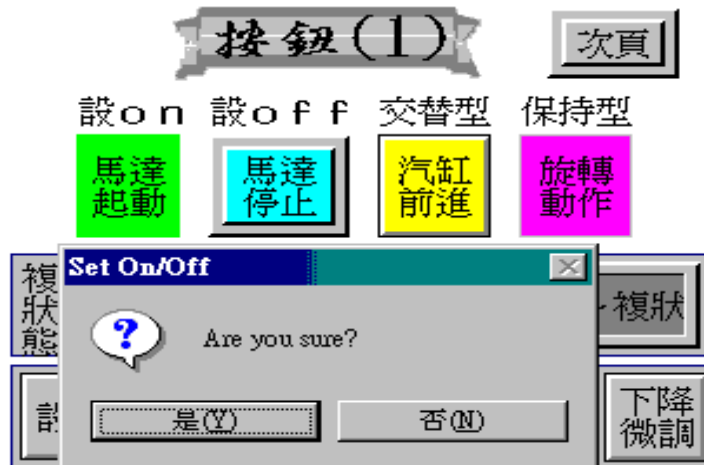 按鈕(1)
次頁
設on 設off 交替型 保持型
馬達
起動
馬達
停止
汽缸
前進
旋轉
動作
複
狀
態
Set On/Off
Are you sure?
複狀
是(Y) 否(N)
下降
微調